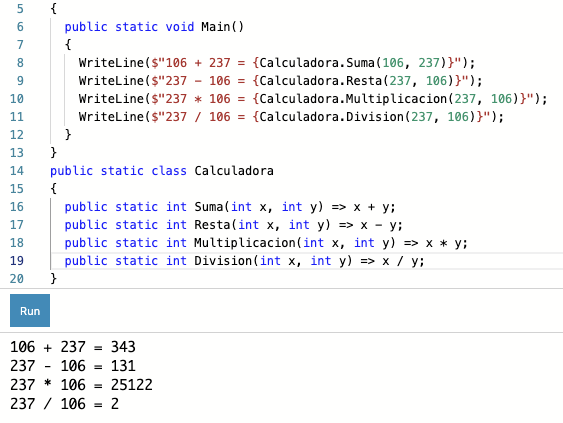 5 {
6 public static void Main()
7 {
8 WriteLine($"106 + 237 = {Calculadora.Suma(106, 237)}");
9 WriteLine($"237 - 106 = {Calculadora.Resta(237, 106)}");
10 WriteLine($"237 * 106 = {Calculadora.Multiplicacion(237, 106)}");
11 WriteLine($"237 / 106 = {Calculadora.Division(237, 106)}");
12 }
13 }
14 public static class Calculadora
15 {
16 public static int Suma(int x, int y) => x + y;
17 public static int Resta(int x, int y) => x - y;
18 public static int Multiplicacion(int x, int y) => x * y;
19 public static int Division(int x, int y) => x / y;
20 }
Run
106 + 237 = 343
237 - 106 = 131
237 * 106 = 25122
237 / 106 = 2